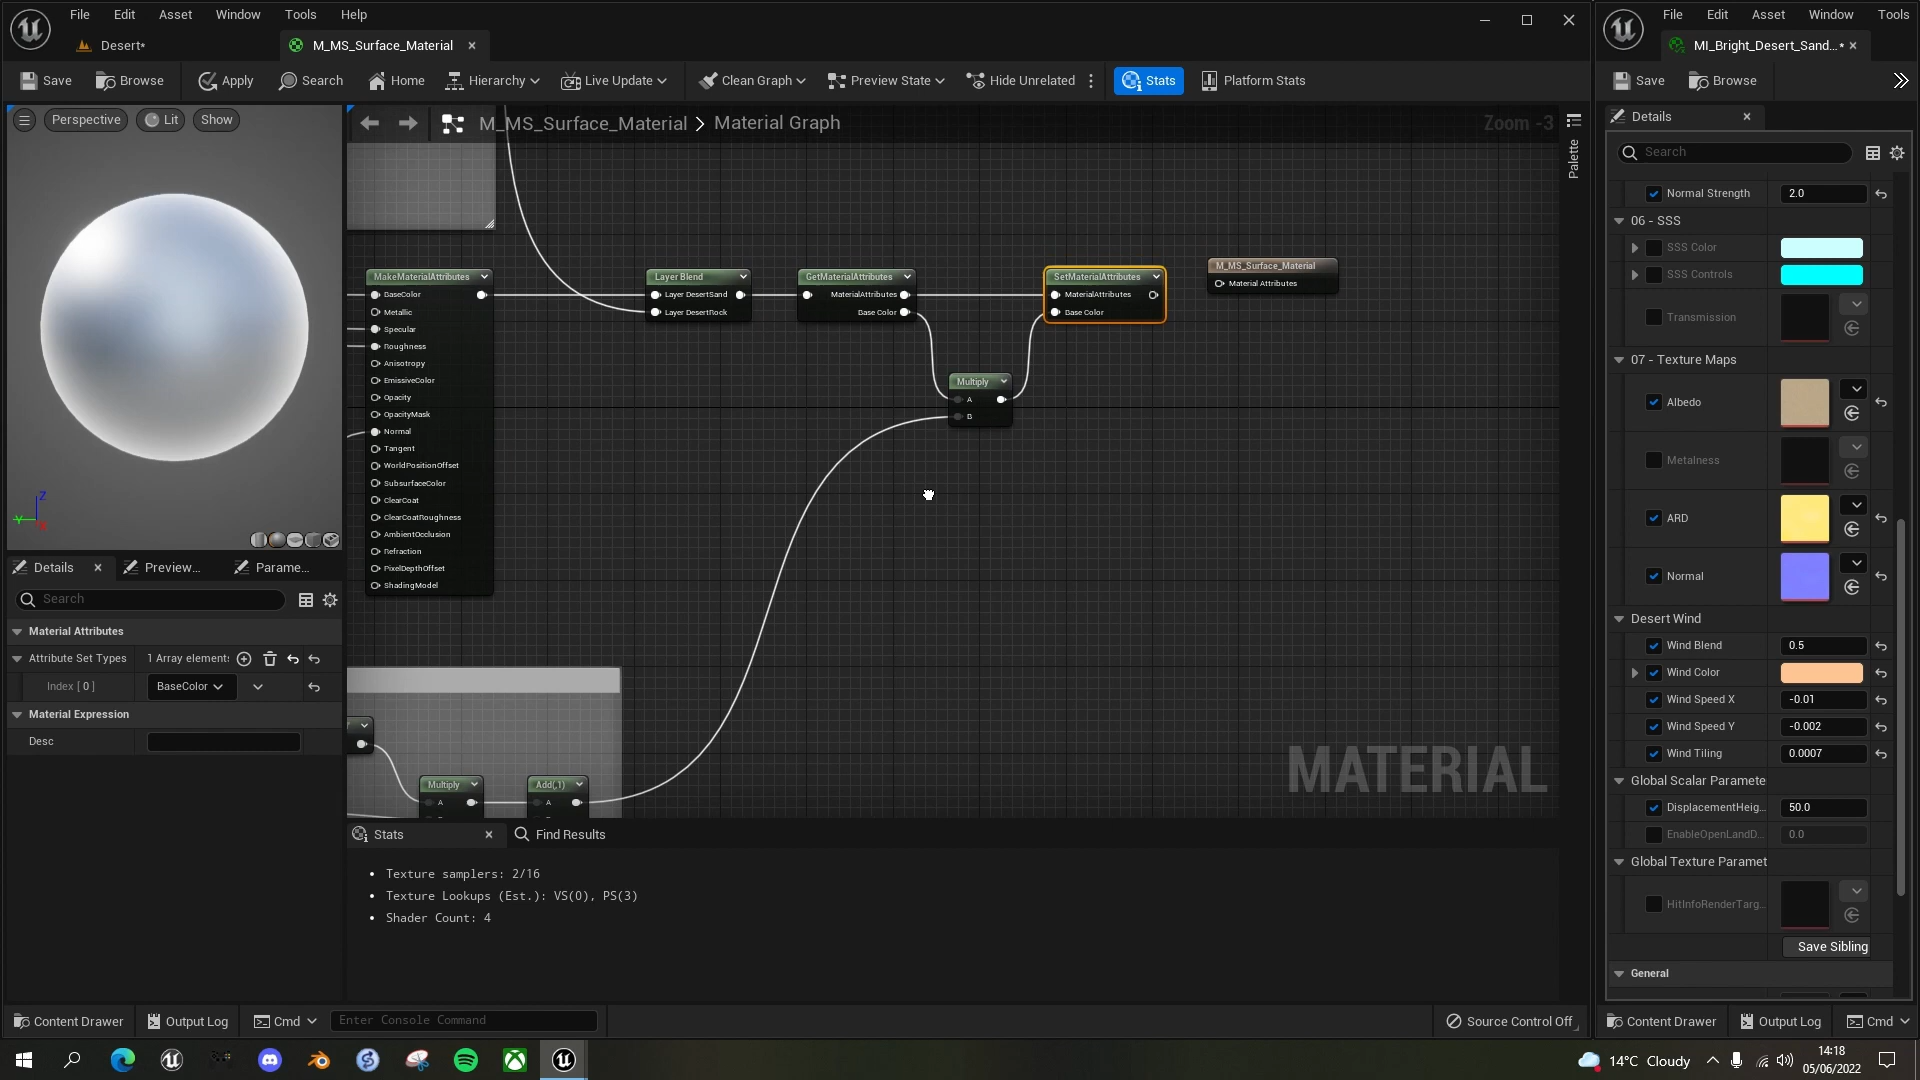 File Edit Asset Window Tools Help
Desert*
M_MS_Surface_Material
Save Browse Apply Search Home Hierarchy Live Update Clean Graph Preview State Hide Unrelated Stats Platform Stats
Perspective Lit Show
M_MS_Surface_Material > Material Graph
Zoom -3
Palette
MakeMaterialAttributes
BaseColor
Metallic
Specular
Roughness
Anisotropy
EmissiveColor
Opacity
OpacityMask
Normal
Tangent
WorldPositionOffset
SubsurfaceColor
ClearCoat
ClearCoatRoughness
AmbientOcclusion
Refraction
PixelDepthOffset
ShadingModel
Layer Blend
Layer DesertSand
Layer DesertRock
GetMaterialAttributes
MaterialAttributes
Base Color
SetMaterialAttributes
MaterialAttributes
Base Color
M_MS_Surface_Material
Material Attributes
Multiply
A
B
Multiply
A
Add(,1)
A
MATERIAL
Z
Y
Details Preview... Parame...
Search
Material Attributes
Attribute Set Types 1 Array element:
Index [ 0 ] BaseColor
Material Expression
Desc
Stats Find Results
• Texture samplers: 2/16
• Texture Lookups (Est.): VS(0), PS(3)
• Shader Count: 4
Content Drawer Output Log Cmd Enter Console Command Source Control Off
File Edit Asset Window Tools
MI_Bright_Desert_Sand...*
Save Browse
Details
Search
Normal Strength 2.0
06 - SSS
SSS Color
SSS Controls
Transmission
07 - Texture Maps
Albedo
Metalness
ARD
Normal
Desert Wind
Wind Blend 0.5
Wind Color
Wind Speed X -0.01
Wind Speed Y -0.002
Wind Tiling 0.0007
Global Scalar Paramete
DisplacementHeig... 50.0
EnableOpenLandD... 0.0
Global Texture Paramet
HitInfoRenderTarg...
Save Sibling
General
Content Drawer Output Log Cmd
14°C Cloudy
14:18
05/06/2022